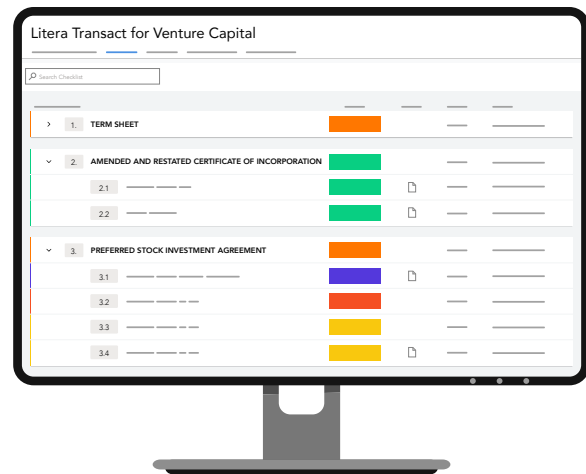 Litera Transact for Venture Capital
Search Checklist
1. TERM SHEET
2. AMENDED AND RESTATED CERTIFICATE OF INCORPORATION
2.1
2.2
3. PREFERRED STOCK INVESTMENT AGREEMENT
3.1
3.2
3.3
3.4